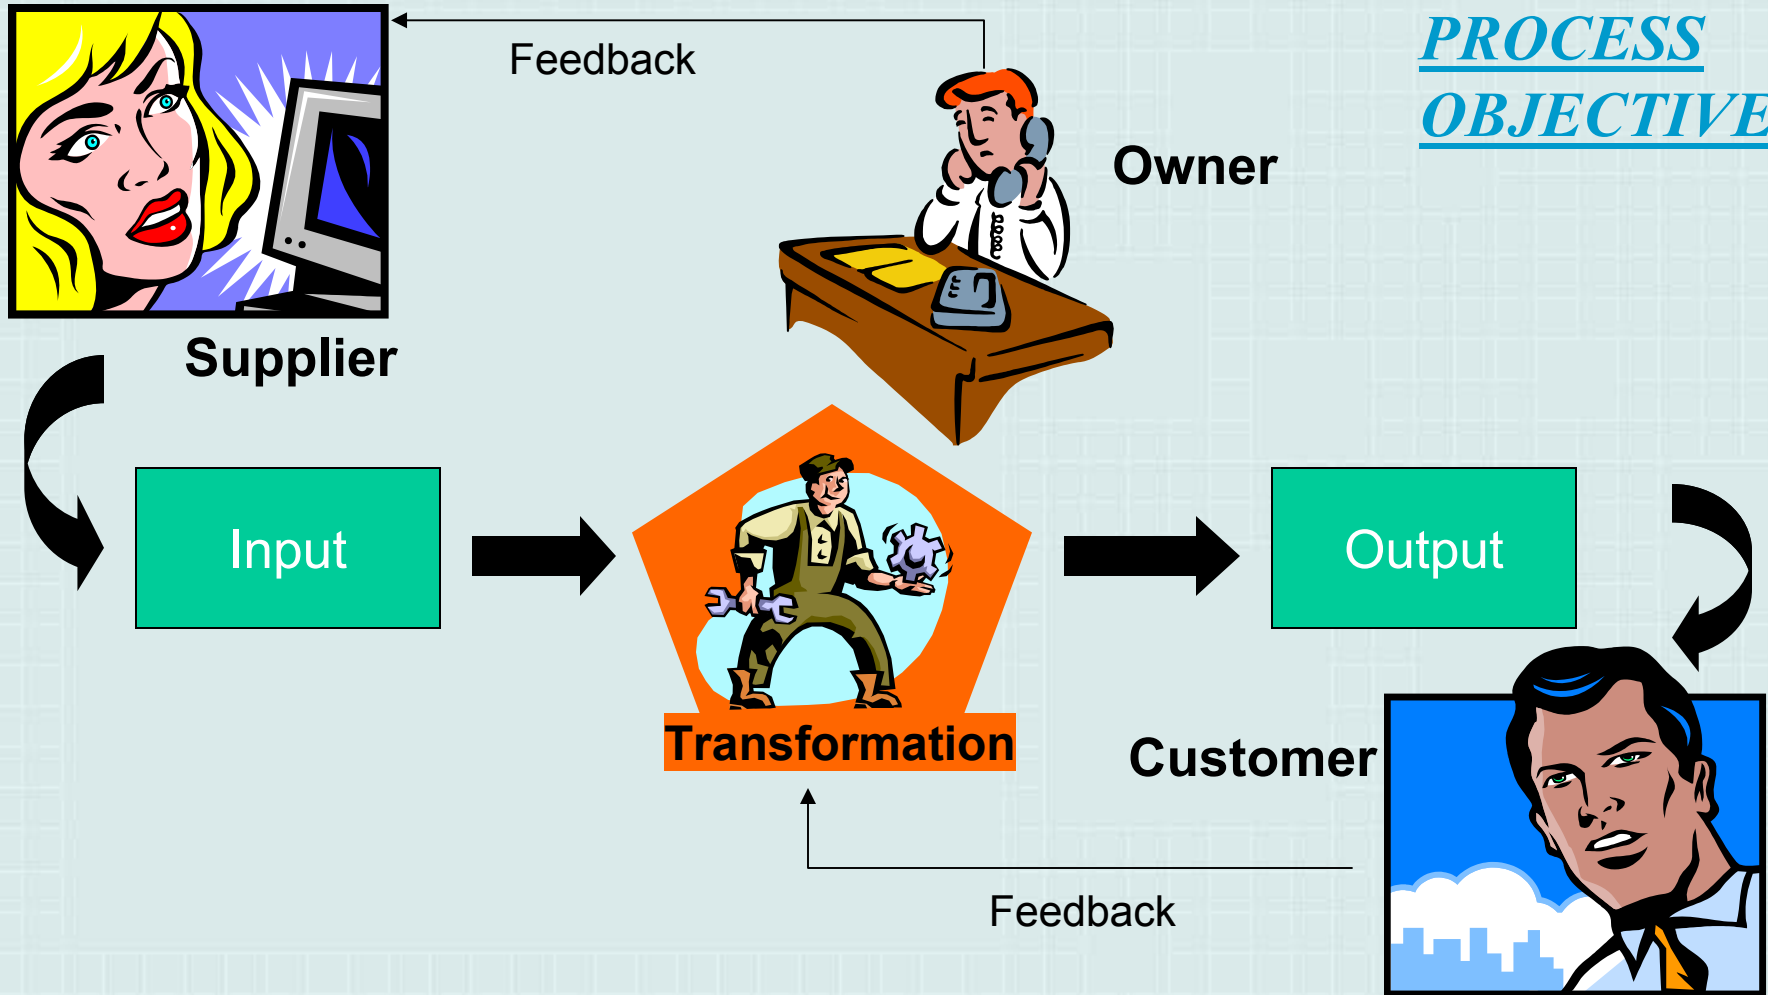 PROCESS
OBJECTIVE
Feedback
Owner
Supplier
Input
Output
Transformation
Customer
Feedback